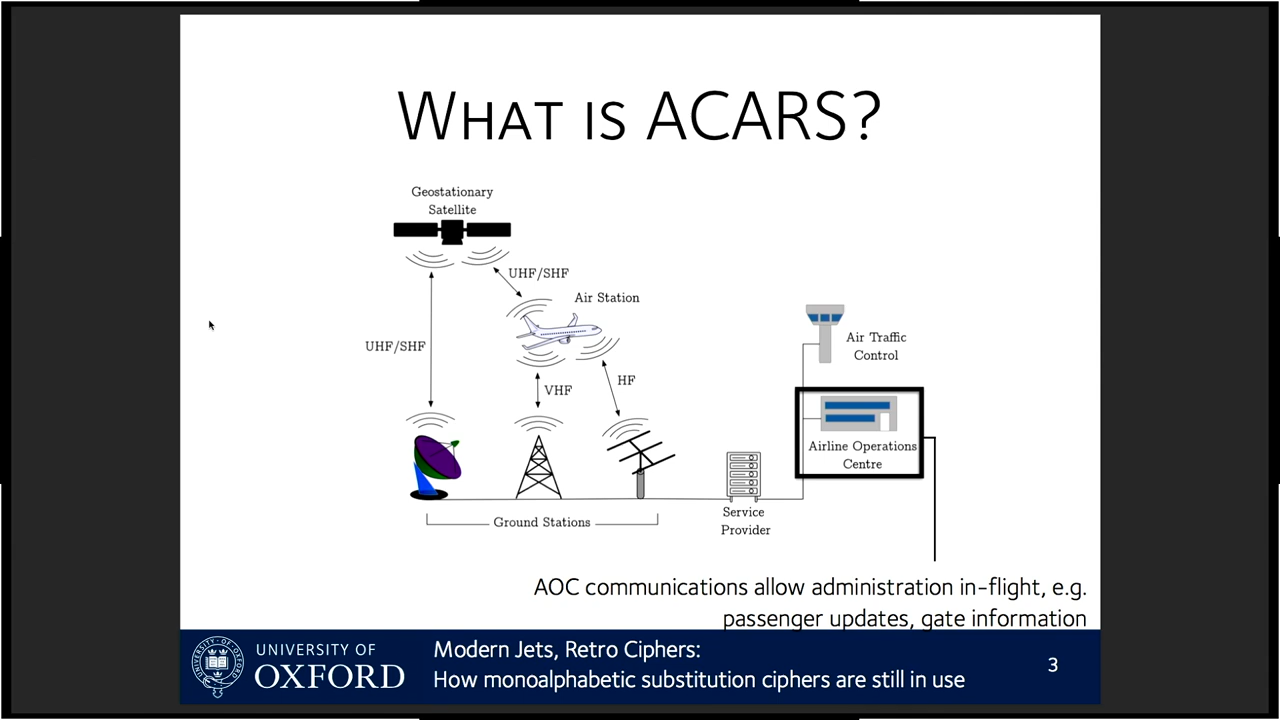 WHAT IS ACARS?
Geostationary
Satellite
UHF/SHF
Air Station
UHF/SHF
VHF
HF
Air Traffic
Control
Airline Operations
Centre
Service
Provider
Ground Stations
AOC communications allow administration in-flight, e.g.
passenger updates, gate information
UNIVERSITY OF
OXFORD
Modern Jets, Retro Ciphers:
How monoalphabetic substitution ciphers are still in use
3